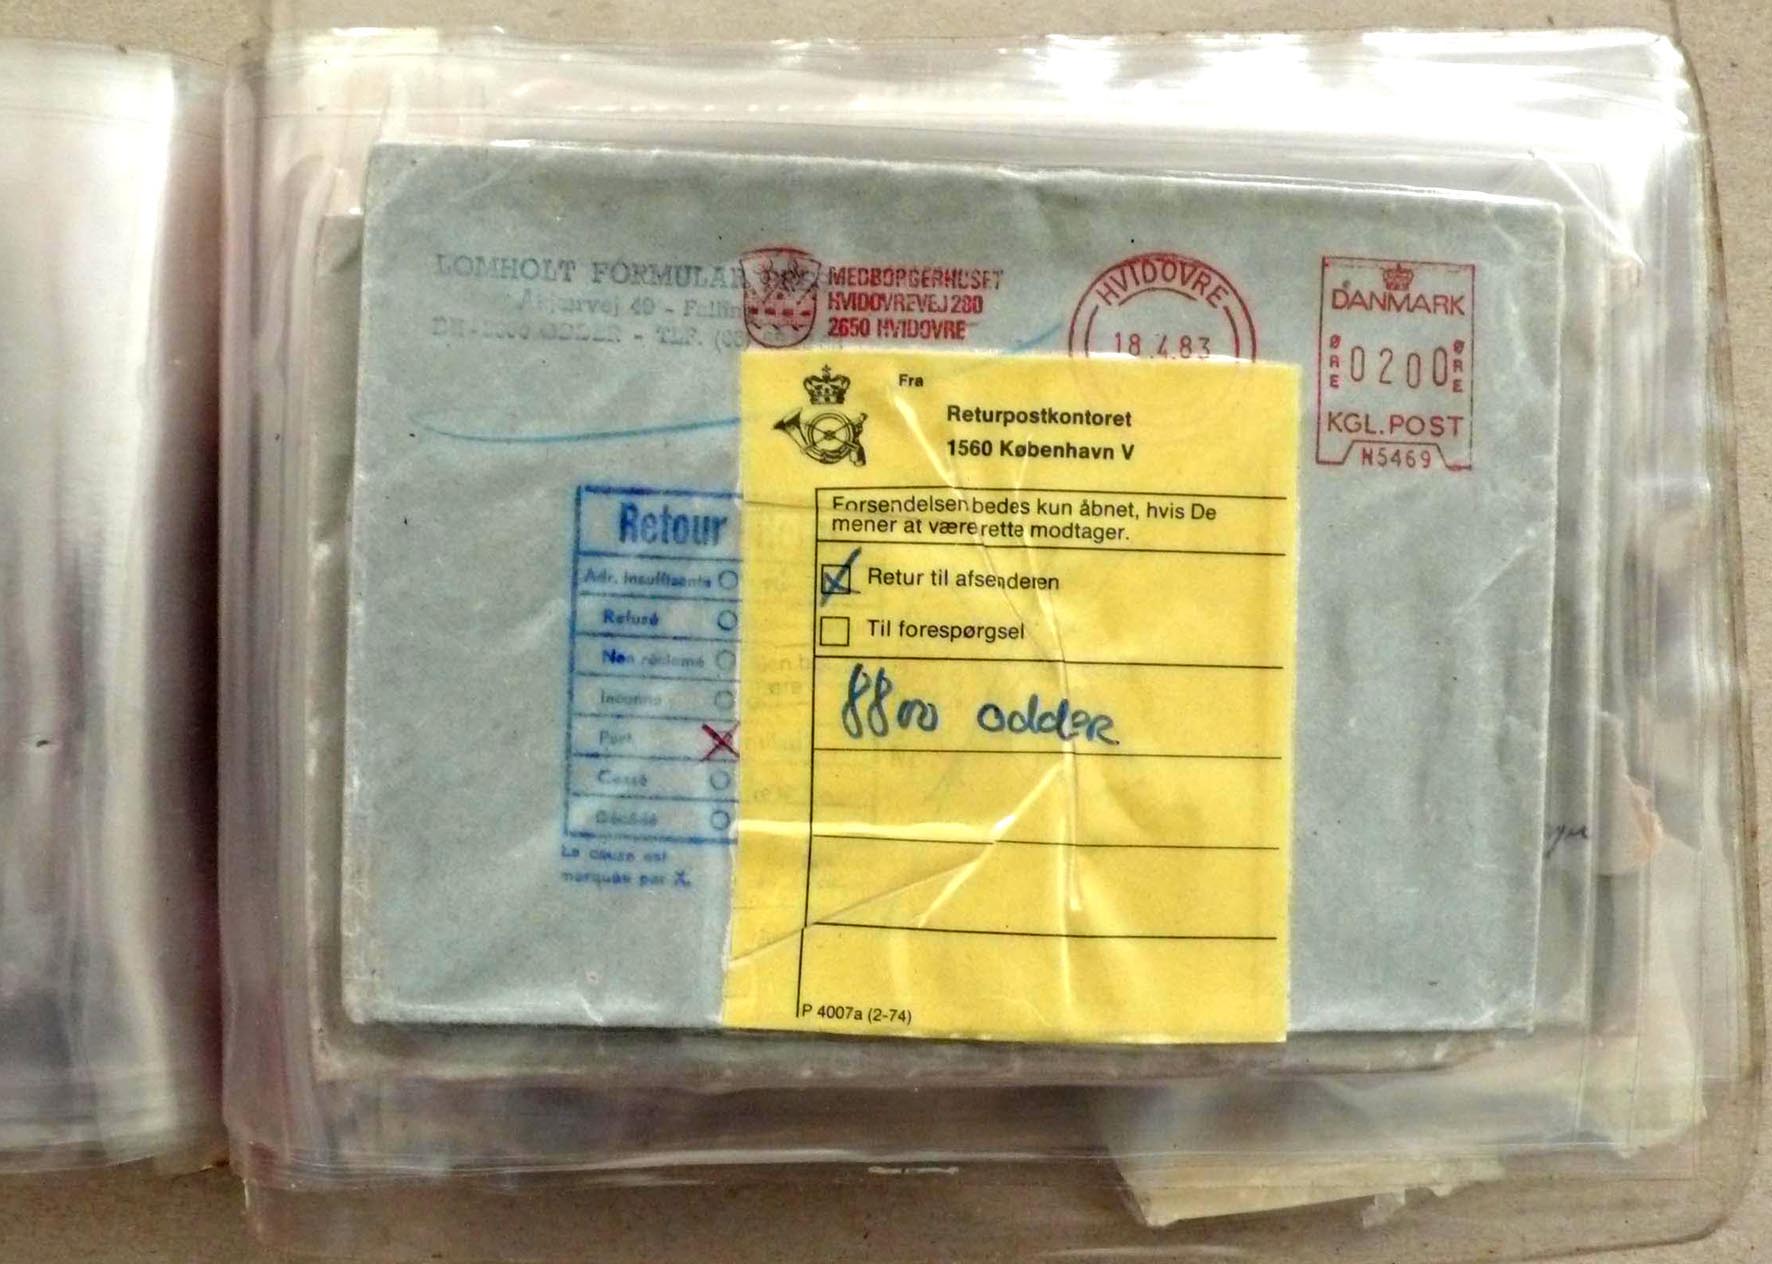 LOMHOLT FORMULAR
MEDBORGERHUSET
HVIDOVREVEJ 280
2650 HVIDOVRE
HVIDOVRE
18.4.83
DANMARK
ØRE 0200 ØRE
KGL. POST
N5469
Fra
Returpostkontoret
1560 København V
Forsendelsen bedes kun åbnet, hvis De
mener at være rette modtager.
Retur til afsenderen
Til forespørgsel
8800 odder
P 4007a (2-74)
Retour
Adr. insuffisante
Refusé
Non réclamé
Inconnu
Parti
Cessé
Décédé
La cause est
marquée par X.